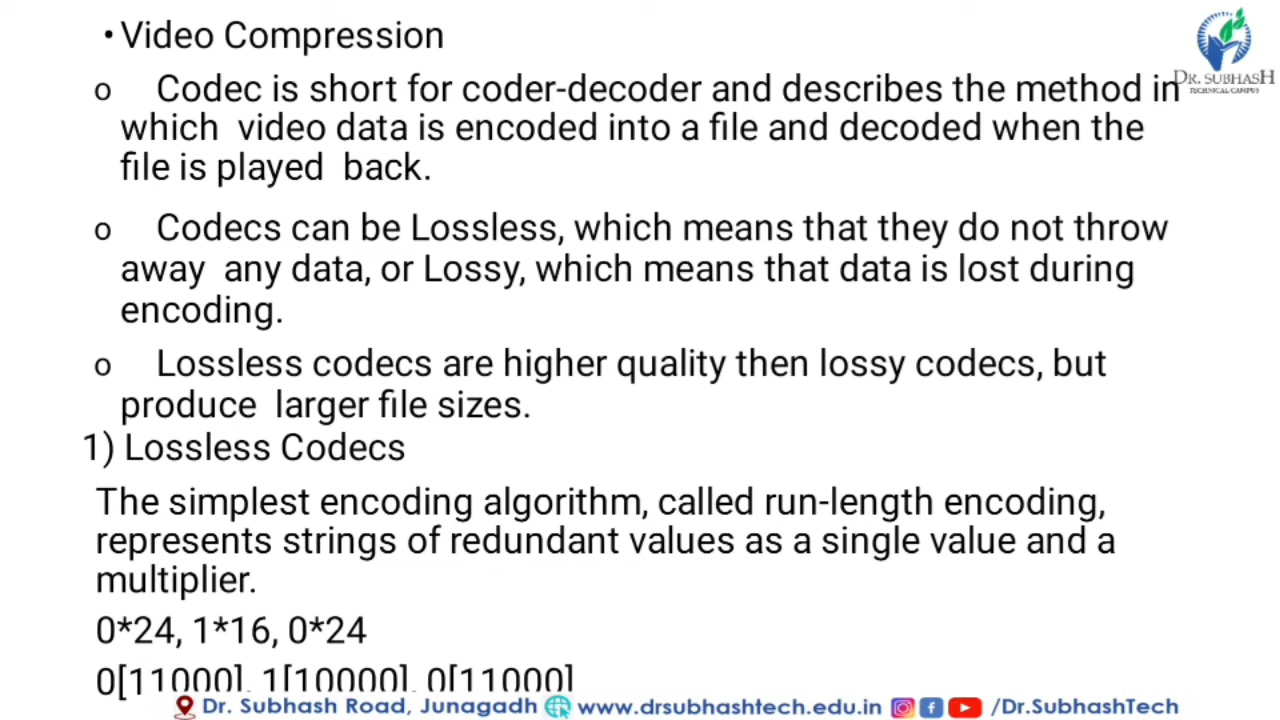 • Video Compression
o Codec is short for coder-decoder and describes the method in
which video data is encoded into a file and decoded when the
file is played back.
o Codecs can be Lossless, which means that they do not throw
away any data, or Lossy, which means that data is lost during
encoding.
o Lossless codecs are higher quality then lossy codecs, but
produce larger file sizes.
1) Lossless Codecs
The simplest encoding algorithm, called run-length encoding,
represents strings of redundant values as a single value and a
multiplier.
0*24, 1*16, 0*24
0[11000], 1[10000], 0[11000]
DR. SUBHASH
TECHNICAL CAMPUS
Dr. Subhash Road, Junagadh www.drsubhashtech.edu.in /Dr.SubhashTech